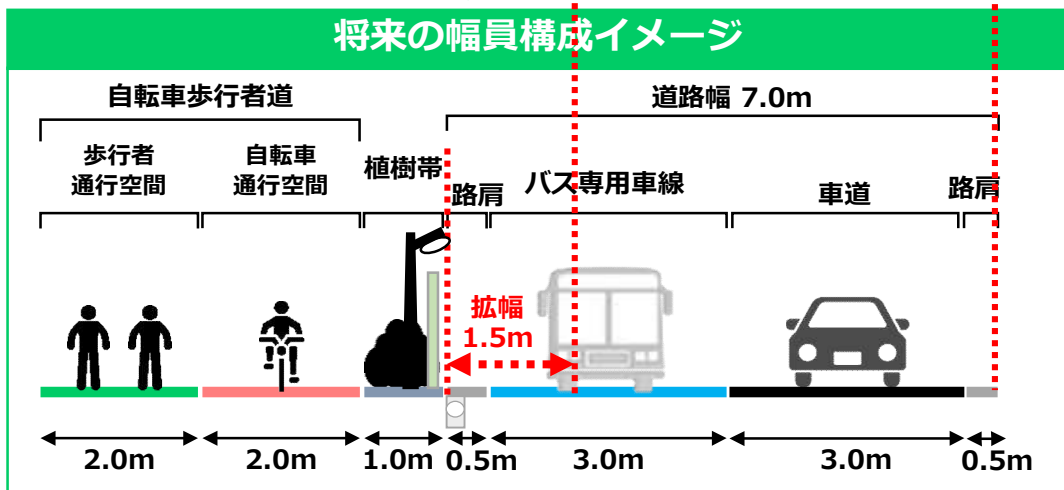 将来の幅員構成イメージ
自転車歩行者道
道路幅 7.0m
歩行者
通行空間
自転車
通行空間
植樹帯
路肩
バス専用車線
車道
路肩
拡幅
1.5m
2.0m
2.0m
1.0m
0.5m
3.0m
3.0m
0.5m